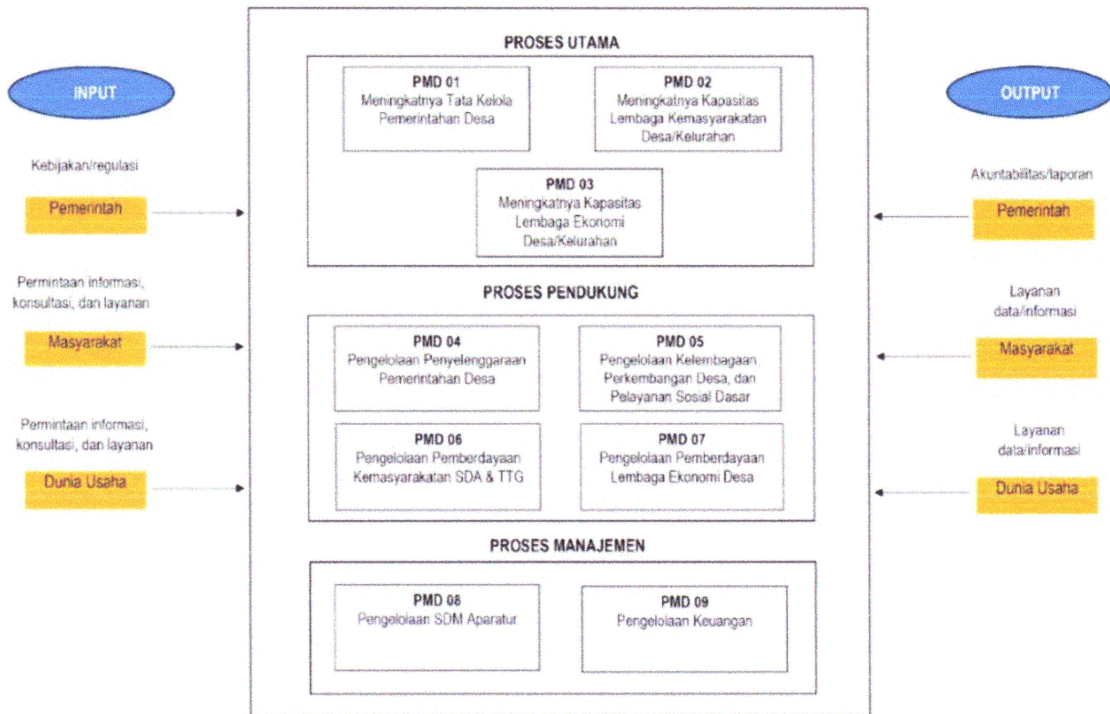 INPUT
Kebijakan/regulasi
Pemerintah
Permintaan informasi,
konsultasi, dan layanan
Masyarakat
Permintaan informasi,
konsultasi, dan layanan
Dunia Usaha
PROSES UTAMA
PMD 01
Meningkatnya Tata Kelola
Pemerintahan Desa
PMD 02
Meningkatnya Kapasitas
Lembaga Kemasyarakatan
Desa/Kelurahan
PMD 03
Meningkatnya Kapasitas
Lembaga Ekonomi
Desa/Kelurahan
PROSES PENDUKUNG
PMD 04
Pengelolaan Penyelenggaraan
Pemerintahan Desa
PMD 05
Pengelolaan Kelembagaan,
Perkembangan Desa, dan
Pelayanan Sosial Dasar
PMD 06
Pengelolaan Pemberdayaan
Kemasyarakatan SDA & TTG
PMD 07
Pengelolaan Pemberdayaan
Lembaga Ekonomi Desa
PROSES MANAJEMEN
PMD 08
Pengelolaan SDM Aparatur
PMD 09
Pengelolaan Keuangan
OUTPUT
Akuntabilitas/laporan
Pemerintah
Layanan
data/informasi
Masyarakat
Layanan
data/informasi
Dunia Usaha